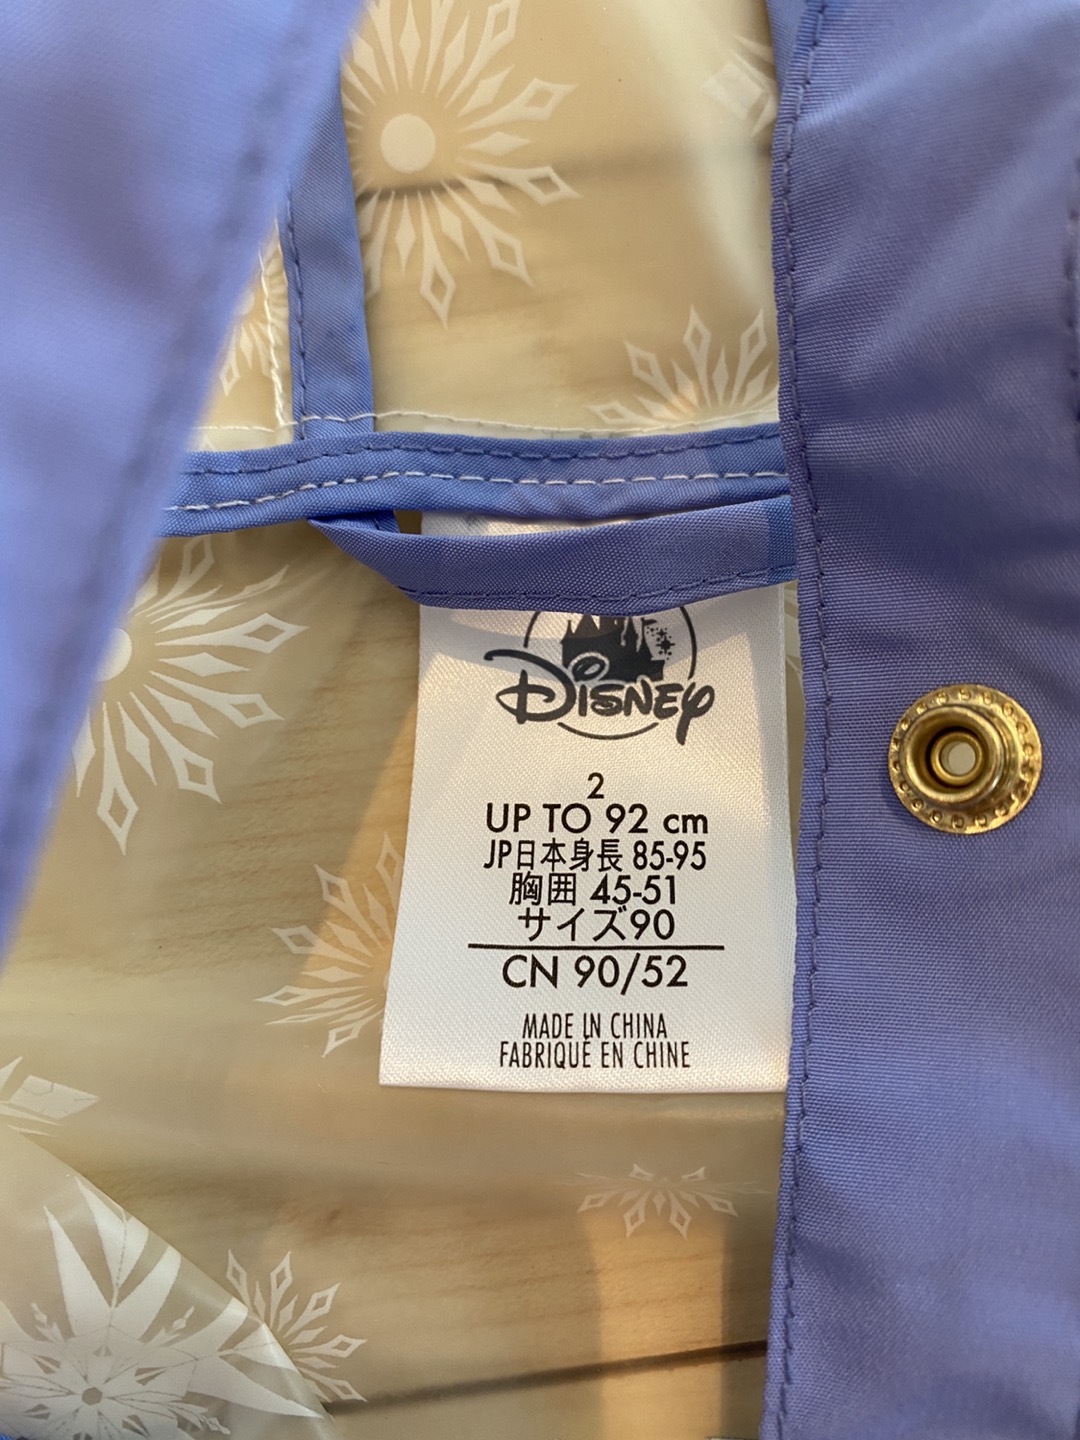 Disney
2
UP TO 92 cm
JP日本身長 85-95
胸囲 45-51
サイズ90
CN 90/52
MADE IN CHINA
FABRIQUÉ EN CHINE